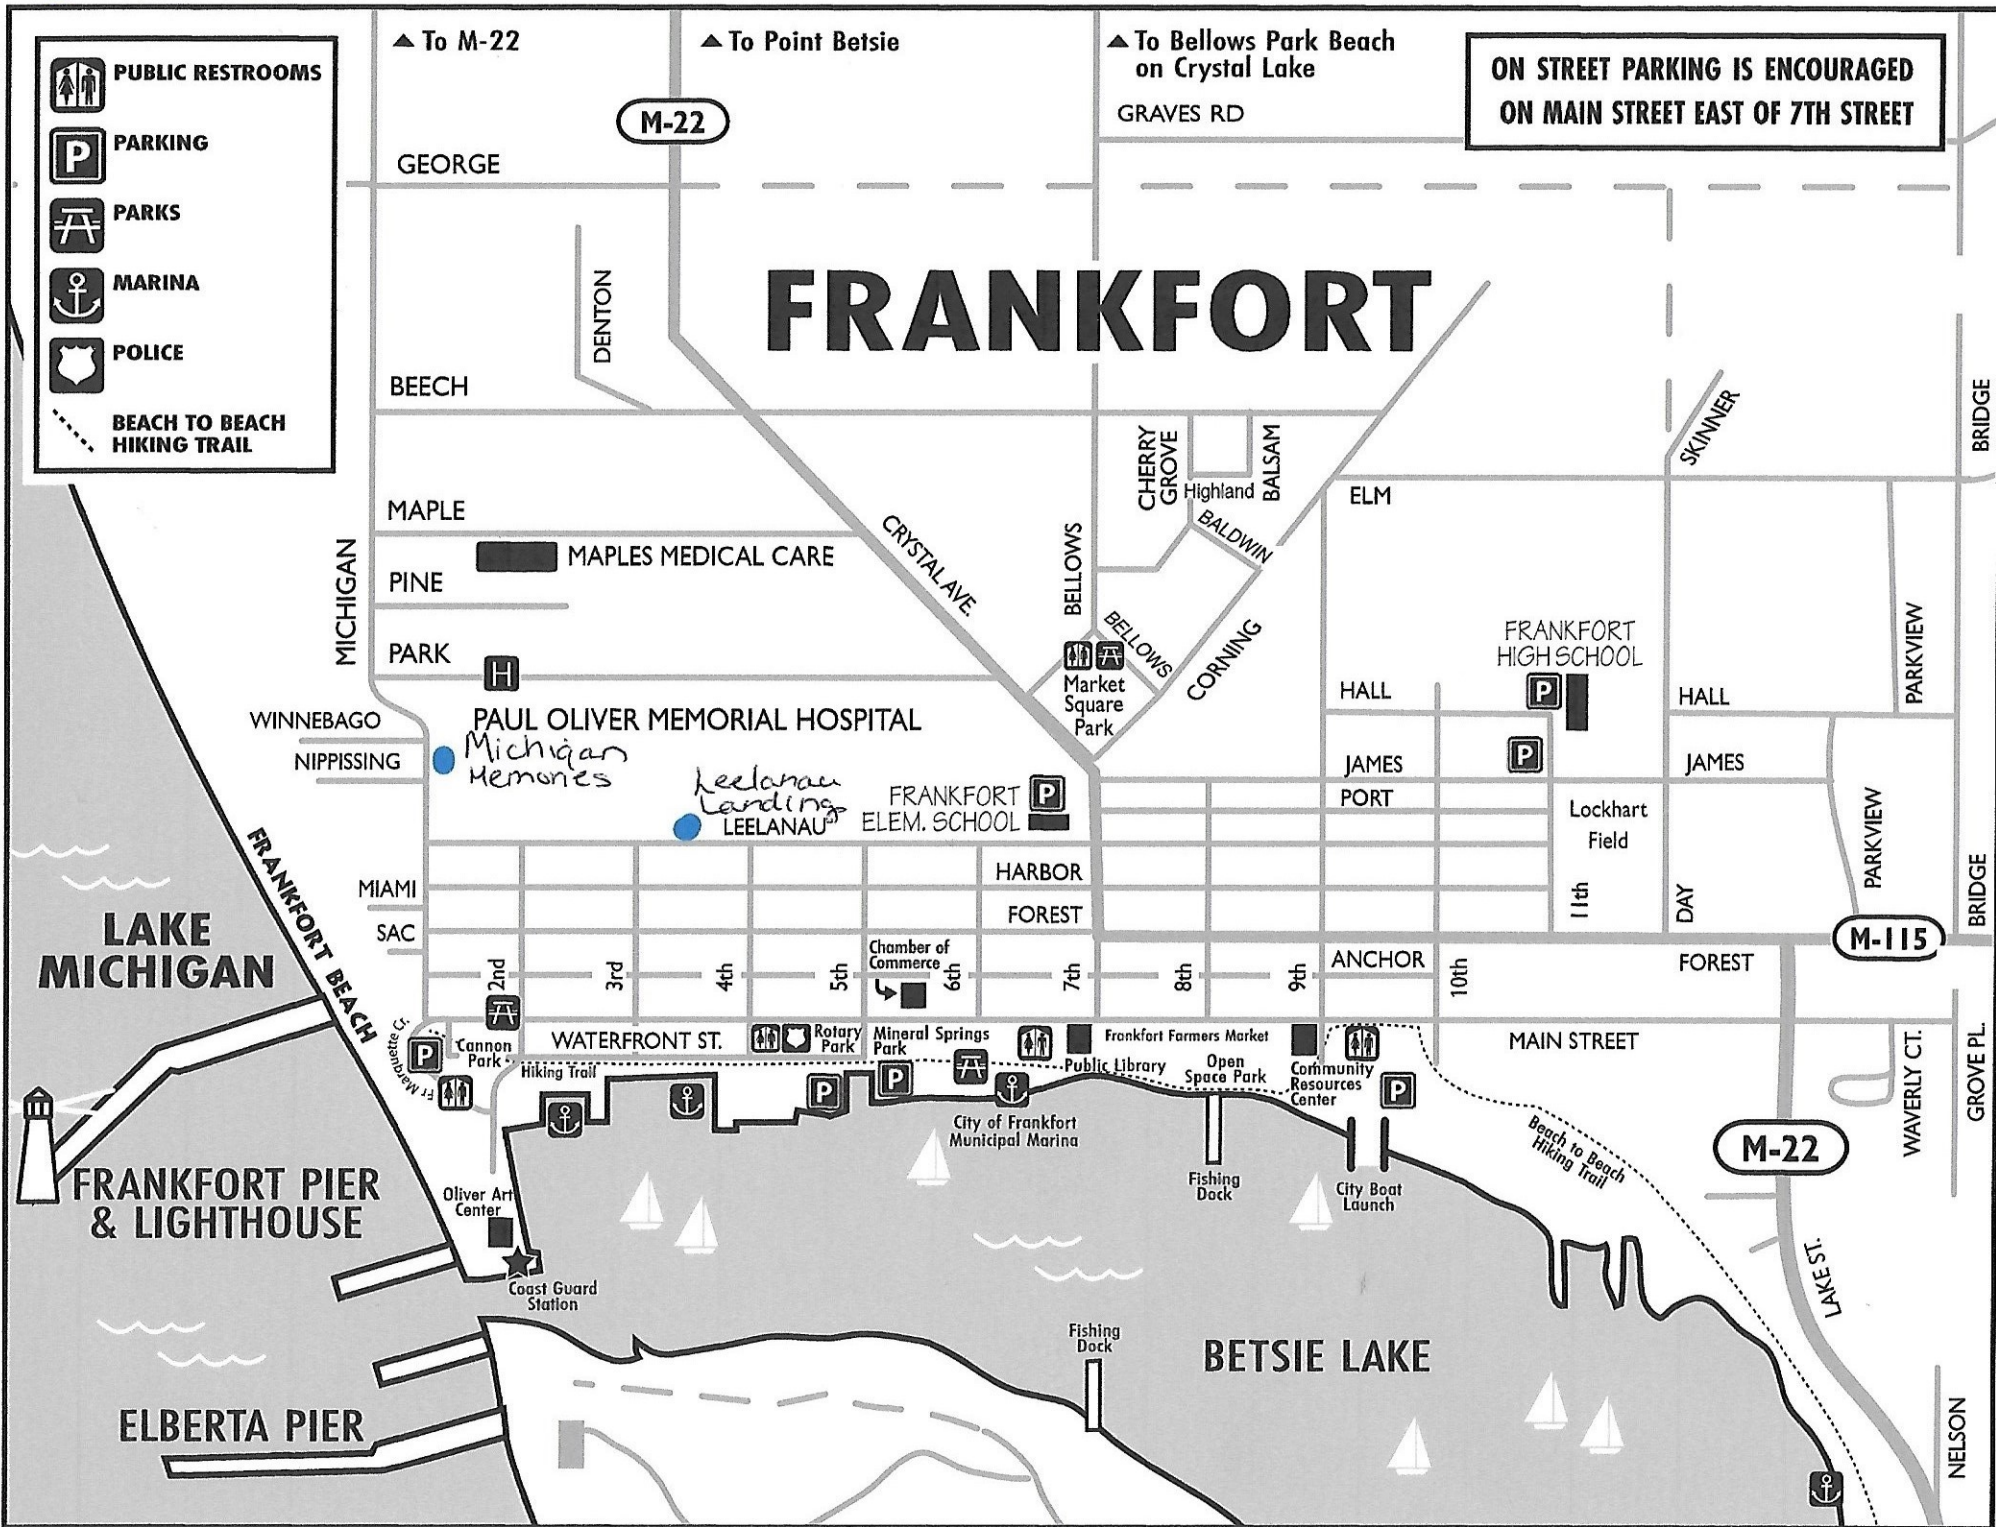 PUBLIC RESTROOMS
P
PARKING
PARKS
MARINA
POLICE
BEACH TO BEACH
HIKING TRAIL
To M-22
To Point Betsie
To Bellows Park Beach
on Crystal Lake
ON STREET PARKING IS ENCOURAGED
ON MAIN STREET EAST OF 7TH STREET
M-22
GRAVES RD
GEORGE
DENTON
FRANKFORT
BEECH
CHERRY
GROVE
Highland
BALSAM
SKINNER
BRIDGE
ELM
BALDWIN
MAPLE
CRYSTAL AVE.
MICHIGAN
MAPLES MEDICAL CARE
PINE
BELLOWS
BELLOWS
CORNING
PARKVIEW
FRANKFORT
HIGH SCHOOL
P
PARK
H
Market
Square
Park
HALL
HALL
WINNEBAGO
PAUL OLIVER MEMORIAL HOSPITAL
NIPPISSING
Michigan
Memories
P
JAMES
JAMES
Leelanau
Landings
LEELANAU
FRANKFORT
ELEM. SCHOOL
P
PORT
Lockhart
Field
PARKVIEW
FRANKFORT BEACH
HARBOR
MIAMI
FOREST
11th
DAY
BRIDGE
SAC
M-115
LAKE
MICHIGAN
Chamber of
Commerce
ANCHOR
FOREST
2nd
3rd
4th
5th
6th
7th
8th
9th
10th
Fr Marquette Cr.
P
Cannon
Park
WATERFRONT ST.
Rotary
Park
Mineral Springs
Park
Frankfort Farmers Market
MAIN STREET
Hiking Trail
P
P
Public Library
Open
Space Park
Community
Resources
Center
P
WAVERLY CT.
GROVE PL.
City of Frankfort
Municipal Marina
Beach to Beach
Hiking Trail
M-22
FRANKFORT PIER
& LIGHTHOUSE
Oliver Art
Center
Fishing
Dock
City Boat
Launch
Coast Guard
Station
LAKE ST.
Fishing
Dock
BETSIE LAKE
ELBERTA PIER
NELSON